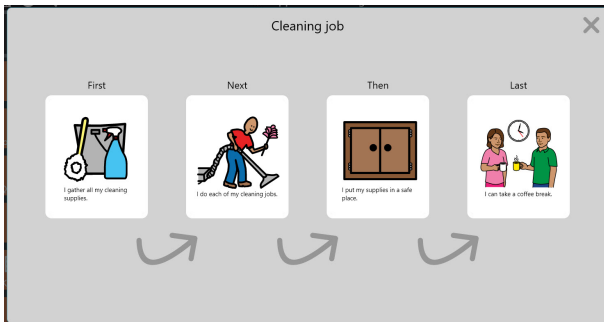 Cleaning job
First
Next
Then
Last
I gather all my cleaning
supplies.
I do each of my cleaning jobs.
I put my supplies in a safe
place.
I can take a coffee break.